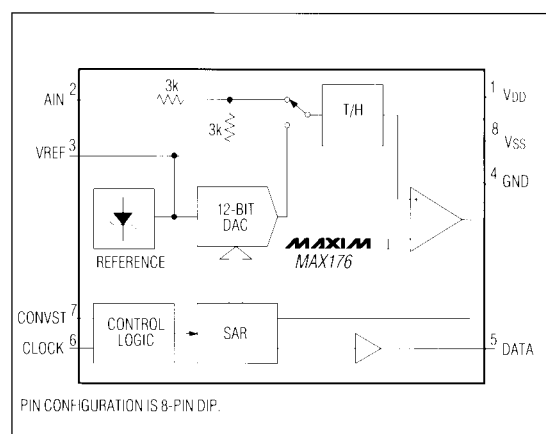 2
AIN
3k
3k
T/H
1 VDD
8 VSS
4 GND
3
VREF
12-BIT
DAC
REFERENCE
MAXIM
MAX176
+
-
7
CONVST
6
CLOCK
CONTROL
LOGIC
SAR
5
DATA
PIN CONFIGURATION IS 8-PIN DIP.